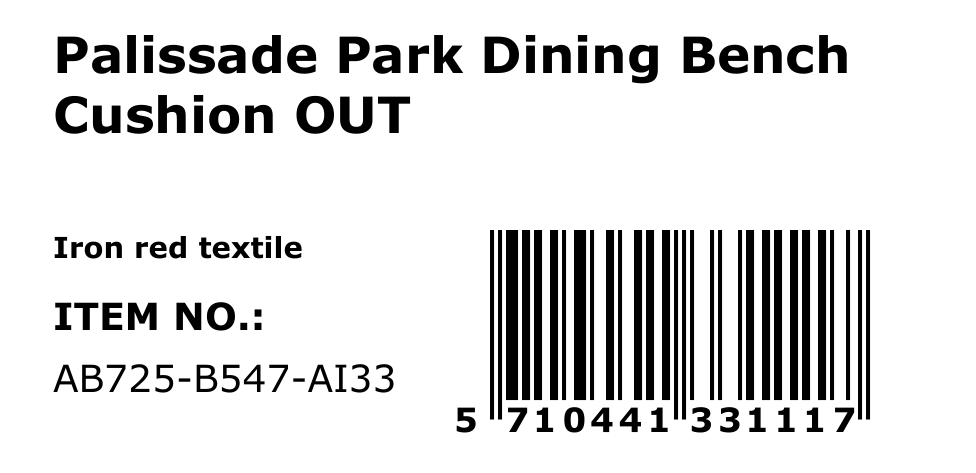 Palissade Park Dining Bench
Cushion OUT
Iron red textile
ITEM NO.:
AB725-B547-AI33
5 710441 331117